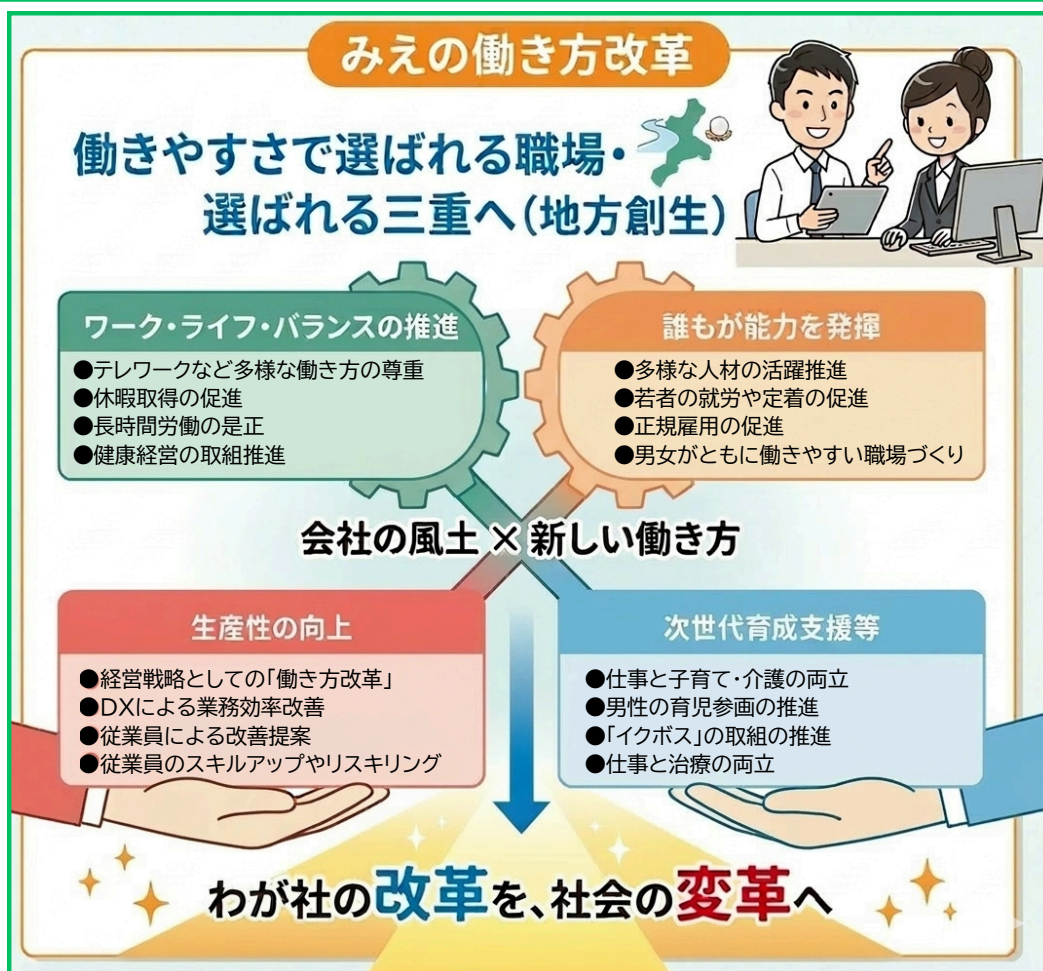 みえの働き方改革
働きやすさで選ばれる職場・
選ばれる三重へ(地方創生)
ワーク・ライフ・バランスの推進
●テレワークなど多様な働き方の尊重
●休暇取得の促進
●長時間労働の是正
●健康経営の取組推進
誰もが能力を発揮
●多様な人材の活躍推進
●若者の就労や定着の促進
●正規雇用の促進
●男女がともに働きやすい職場づくり
会社の風土×新しい働き方
生産性の向上
●経営戦略としての「働き方改革」
●DXによる業務効率改善
●従業員による改善提案
●従業員のスキルアップやリスキリング
次世代育成支援等
●仕事と子育て・介護の両立
●男性の育児参画の推進
●「イクボス」の取組の推進
●仕事と治療の両立
わが社の改革を、社会の変革へ